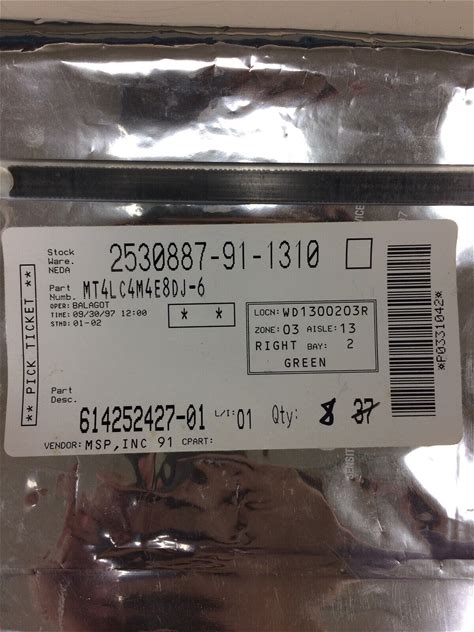 ** PICK TICKET **
Stock
Ware.
NEDA
2530887-91-1310
Part
Numb.
MT4LC4M4E8DJ-6
OPER: BALAGOT
TIME: 09/30/97 12:00
STND: 01-02
* *
LOCN: WD1300203R
ZONE: 03 AISLE: 13
RIGHT BAY: 2
GREEN
*P0331042*
Part
Desc.
614252427-01 L/I: 01 Qty: 8 37
VENDOR: MSP, INC 91 CPART: